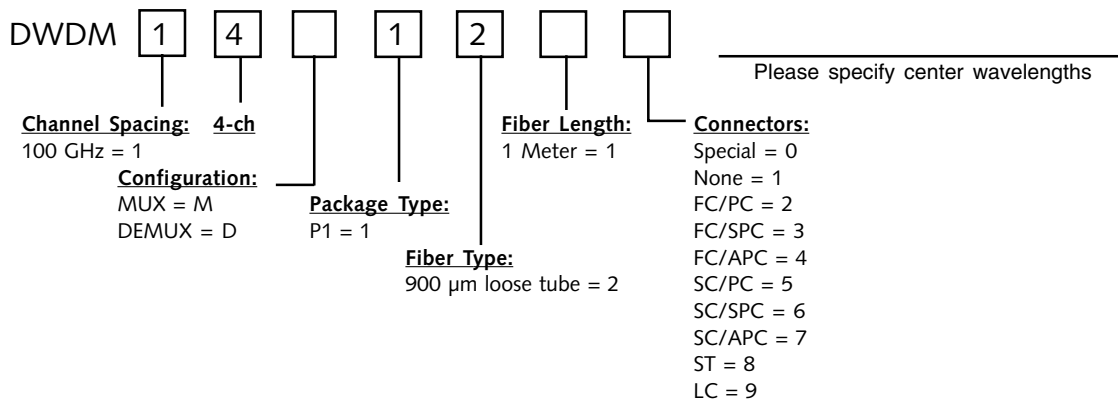 DWDM 1 4 1 2
Please specify center wavelengths
Channel Spacing: 4-ch
100 GHz = 1
Configuration:
MUX = M
DEMUX = D
Package Type:
P1 = 1
Fiber Type:
900 µm loose tube = 2
Fiber Length:
1 Meter = 1
Connectors:
Special = 0
None = 1
FC/PC = 2
FC/SPC = 3
FC/APC = 4
SC/PC = 5
SC/SPC = 6
SC/APC = 7
ST = 8
LC = 9